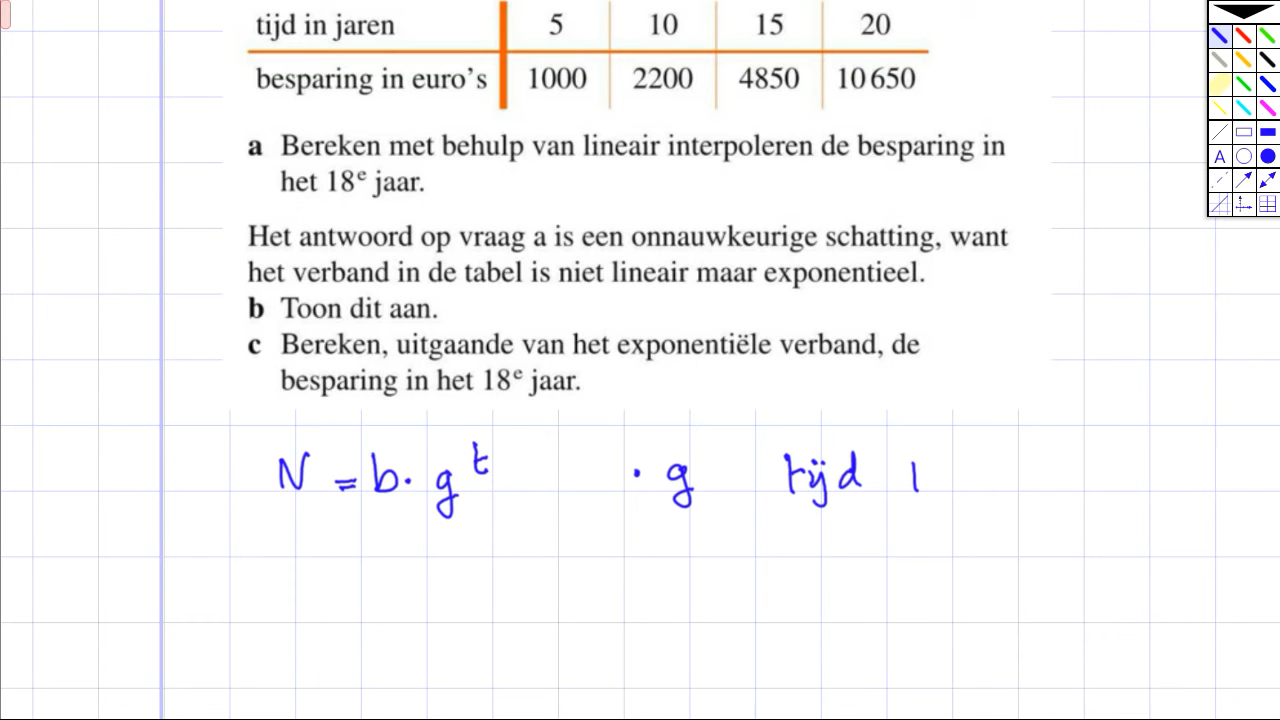 tijd in jaren 5 10 15 20
besparing in euro's 1000 2200 4850 10 650
a Bereken met behulp van lineair interpoleren de besparing in
het 18e jaar.
Het antwoord op vraag a is een onnauwkeurige schatting, want
het verband in de tabel is niet lineair maar exponentieel.
b Toon dit aan.
c Bereken, uitgaande van het exponentiële verband, de
besparing in het 18e jaar.
N = b · g^t · g tijd 1
A